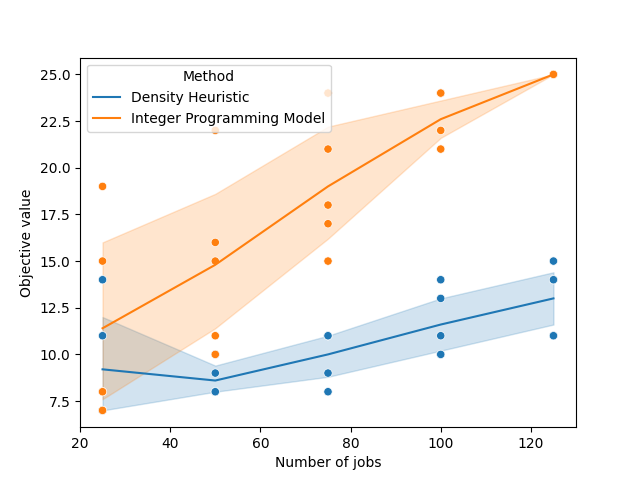 Method
Density Heuristic
Integer Programming Model
25.0
22.5
20.0
17.5
15.0
12.5
10.0
7.5
Objective value
20 40 60 80 100 120
Number of jobs